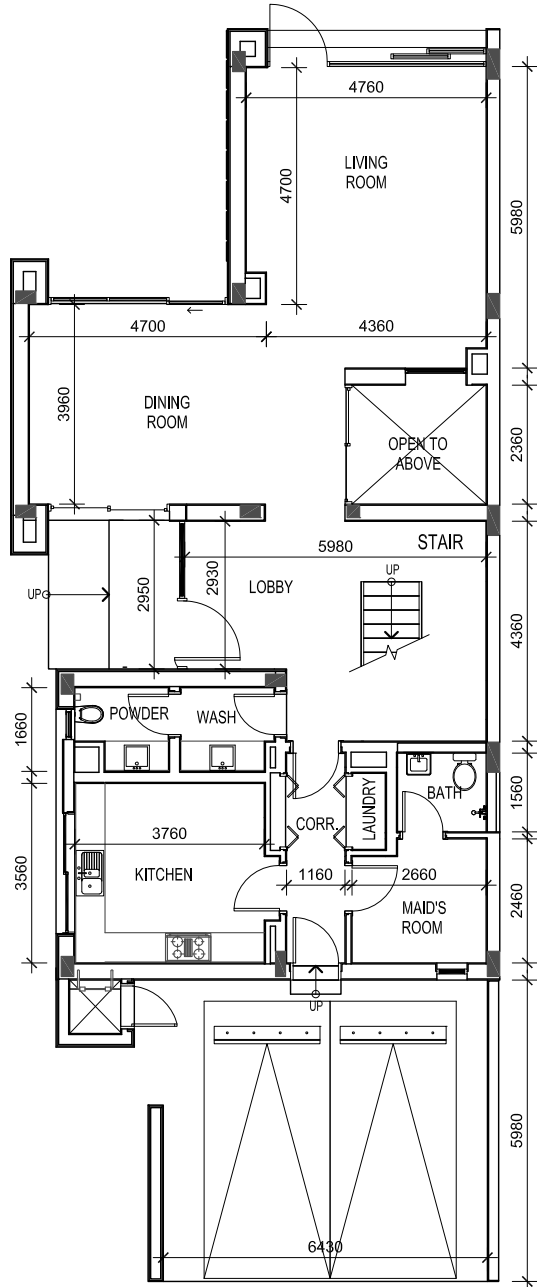 4760
LIVING
ROOM
4700
5980
4700
4360
3960
DINING
ROOM
OPEN TO
ABOVE
2360
5980
STAIR
UP
2950
2930
LOBBY
UP
4360
POWDER
WASH
1660
BATH
1560
LAUNDRY
CORR.
3760
KITCHEN
3560
1160
2660
MAID'S
ROOM
2460
UP
5980
6430